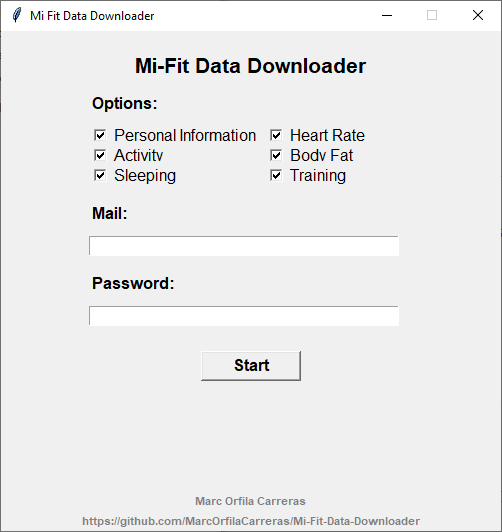 Mi Fit Data Downloader
Mi-Fit Data Downloader
Options:
Personal Information Heart Rate
Activity Body Fat
Sleeping Training
Mail:
Password:
Start
Marc Orfila Carreras
https://github.com/MarcOrfilaCarreras/Mi-Fit-Data-Downloader